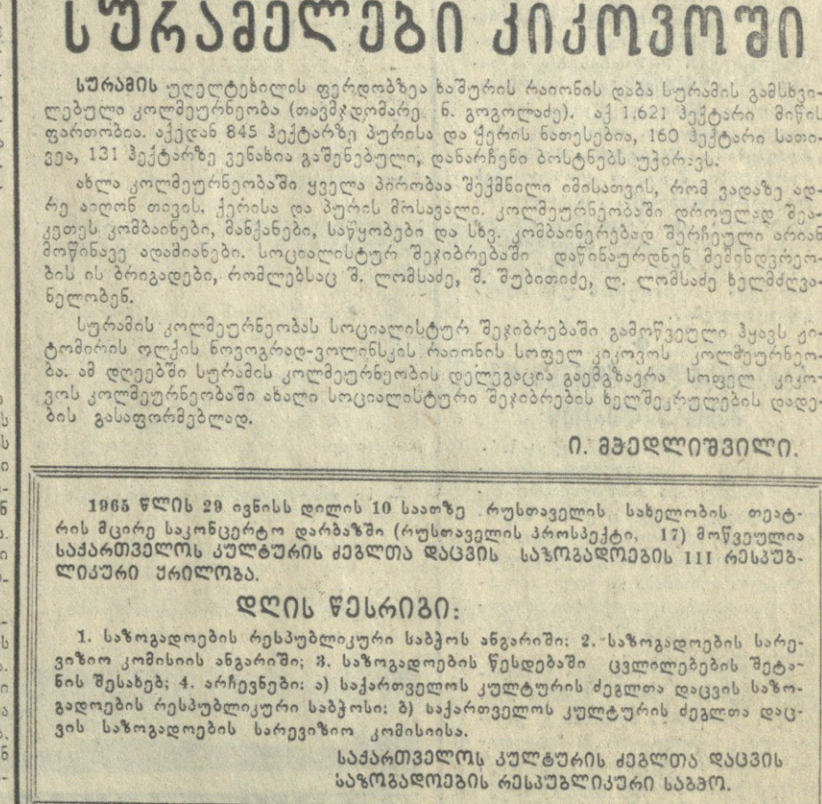 სურამელები კიკოვოში
სურამის უღელტეხილის ფერდობზეა ხაშურის რაიონის დაბა სურამის გამსხვი-
ლებული კოლმეურნეობა (თავმჯდომარე ნ. გოგოლაძე). აქ 1.621 ჰექტარი მიწის
ფართობია. აქედან 845 ჰექტარზე პურისა და ქერის ნათესებია, 160 ჰექტარი სათი-
ვეა, 131 ჰექტარზე ვენახია გაშენებული, დანარჩენი ბოსტნებს უჭირავს.
ახლა კოლმეურნეობაში ყველა პირობაა შექმნილი იმისათვის, რომ ვადაზე ად-
რე აიღონ თივის, ქერისა და პურის მოსავალი. კოლმეურნეობაში დროულად შეა-
კეთეს კომბაინები, მანქანები, საწყობები და სხვ. კომბაინერებად შერჩეული არიან
მოწინავე ადამიანები. სოციალისტურ შეჯიბრებაში დაწინაურდნენ მემინდვრეო-
ბის ის ბრიგადები, რომლებსაც შ. ლომსაძე, შ. შუბითიძე, ლ. ლომსაძე ხელმძღვა-
ნელობენ.
სურამის კოლმეურნეობას სოციალისტურ შეჯიბრებაში გამოწვეული ჰყავს ჟი-
ტომირის ოლქის ნოვოგრად-ვოლინსკის რაიონის სოფელ კიკოვოს კოლმეურნეო-
ბა. ამ დღეებში სურამის კოლმეურნეობის დელეგაცია გაემგზავრა სოფელ კიკო-
ვოს კოლმეურნეობაში ახალი სოციალისტური შეჯიბრების ხელშეკრულების დადე-
ბის გასაფორმებლად.
ი. მჭედლიშვილი.
1965 წლის 29 ივნისს დილის 10 საათზე რუსთაველის სახელობის თეატ-
რის მცირე საკონცერტო დარბაზში (რუსთაველის პროსპექტი, 17) მოწვეულია
საქართველოს კულტურის ძეგლთა დაცვის საზოგადოების III რესპუბ-
ლიკური ყრილობა.
დღის წესრიგი:
1. საზოგადოების რესპუბლიკური საბჭოს ანგარიში; 2. საზოგადოების სარე-
ვიზიო კომისიის ანგარიში; 3. საზოგადოების წესდებაში ცვლილებების შეტა-
ნის შესახებ; 4. არჩევნები: ა) საქართველოს კულტურის ძეგლთა დაცვის საზო-
გადოების რესპუბლიკური საბჭოსი; ბ) საქართველოს კულტურის ძეგლთა დაც-
ვის საზოგადოების სარევიზიო კომისიისა.
საქართველოს კულტურის ძეგლთა დაცვის
საზოგადოების რესპუბლიკური საბჭო.